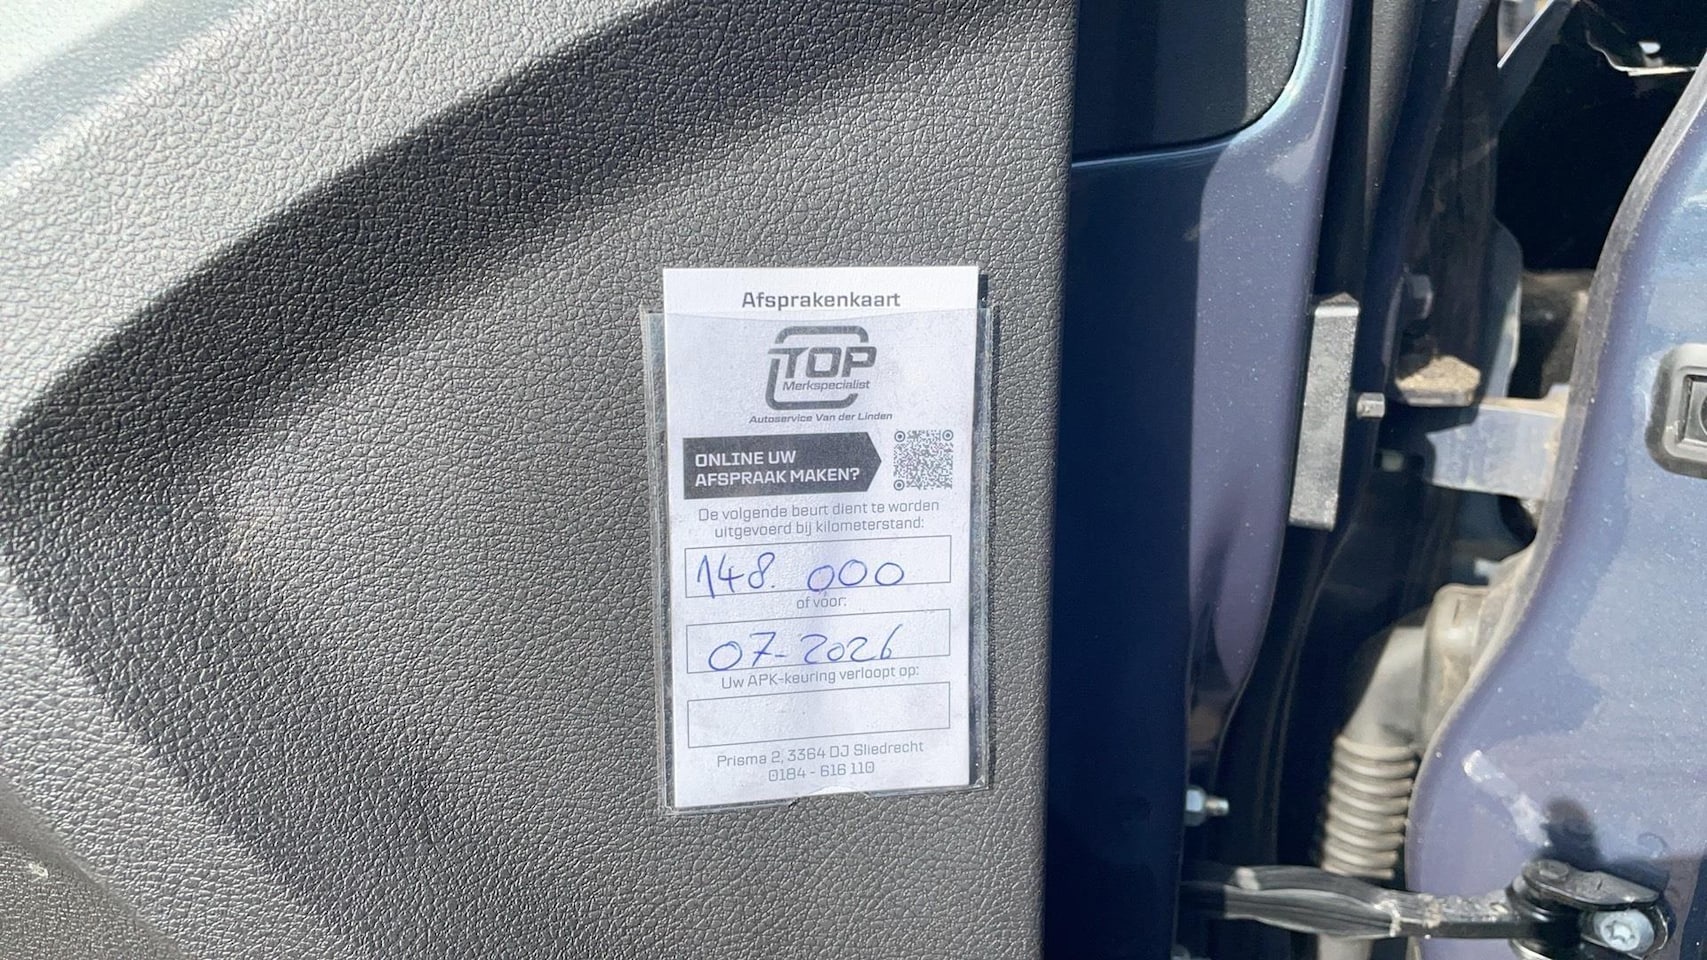 Afsprakenkaart
TOP
Merkspecialist
Autoservice Van der Linden
ONLINE UW
AFSPRAAK MAKEN?
De volgende beurt dient te worden
uitgevoerd bij kilometerstand:
148.000
of vóór:
07-2026
Uw APK-keuring verloopt op:
Prisma 2, 3364 DJ Sliedrecht
0184 - 616 110